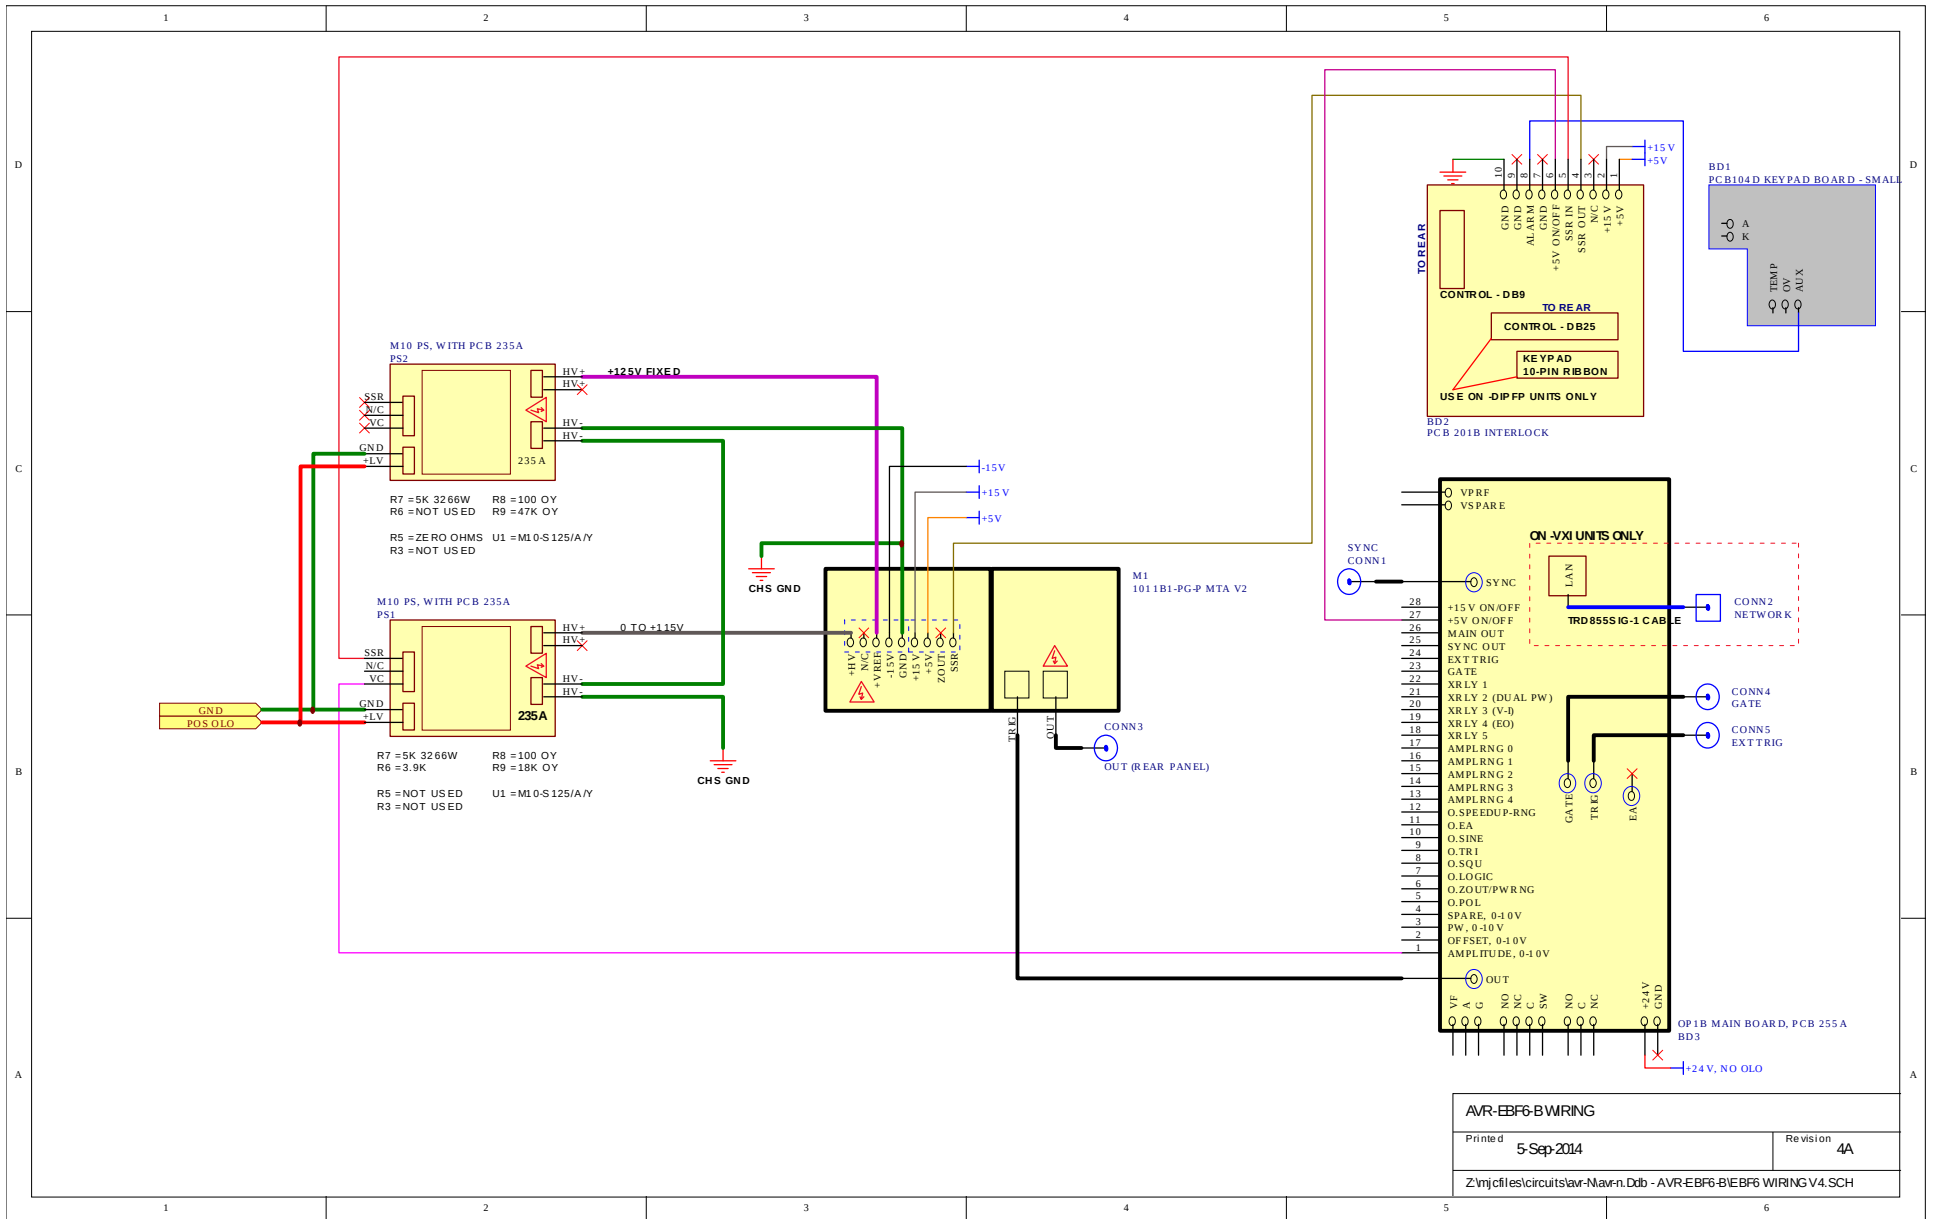 1 2 3 4 5 6
D
C
B
A
M10 PS, WITH PCB 235A
PS2
SSR
N/C
VC
GND
+LV
HV+
HV+
HV-
HV-
235A
+125V FIXED
R7 =5K 3266W R8 =100 OY
R6 =NOT USED R9 =47K OY
R5 =ZERO OHMS U1 =M10-S125/A/Y
R3 =NOT USED
M10 PS, WITH PCB 235A
PS1
SSR
N/C
VC
GND
+LV
HV+
HV+
HV-
HV-
235A
0 TO +115V
R7 =5K 3266W R8 =100 OY
R6 =3.9K R9 =18K OY
R5 =NOT USED U1 =M10-S125/A/Y
R3 =NOT USED
GND
POS OLO
CHS GND
CHS GND
-15V
+15V
+5V
M1
1011B1-PG-P MTA V2
+HV
N/C
+VREF
-15V
GND
+15V
+5V
ZOUT
SSR
TRIG
OUT
CONN3
OUT (REAR PANEL)
+15V
+5V
10
9
8
7
6
5
4
3
2
1
GND
GND
ALARM
GND
+5V ON/OFF
SSR IN
SSR OUT
N/C
+15V
+5V
TO REAR
CONTROL - DB9
TO REAR
CONTROL - DB25
KEYPAD
10-PIN RIBBON
USE ON -DIPFP UNITS ONLY
BD2
PCB 201B INTERLOCK
BD1
PCB104D KEYPAD BOARD - SMALL
A
K
TEMP
OV
AUX
VPRF
VSPARE
ON -VXI UNITS ONLY
LAN
TRD855SIG-1 CABLE
CONN2
NETWORK
SYNC
CONN1
SYNC
28 +15V ON/OFF
27 +5V ON/OFF
26 MAIN OUT
25 SYNC OUT
24 EXT TRIG
23 GATE
22 XRLY 1
21 XRLY 2 (DUAL PW)
20 XRLY 3 (V-I)
19 XRLY 4 (EO)
18 XRLY 5
17 AMPLRNG 0
16 AMPLRNG 1
15 AMPLRNG 2
14 AMPLRNG 3
13 AMPLRNG 4
12 O.SPEEDUP-RNG
11 O.EA
10 O.SINE
9 O.TRI
8 O.SQU
7 O.LOGIC
6 O.ZOUT/PWRNG
5 O.POL
4 SPARE, 0-10V
3 PW, 0-10V
2 OFFSET, 0-10V
1 AMPLITUDE, 0-10V
OUT
CONN4
GATE
CONN5
EXT TRIG
GATE
TRIG
EA
VF
A
G
NO
NC
C
SW
NO
C
NC
+24V
GND
OP1B MAIN BOARD, PCB 255A
BD3
+24V, NO OLO
AVR-EBF6-B WIRING
Printed 5-Sep-2014 Revision 4A
Z:\mjcfiles\circuits\avr-N\avr-n.Ddb - AVR-EBF6-B\EBF6 WIRING V4.SCH
D
C
B
A
1 2 3 4 5 6